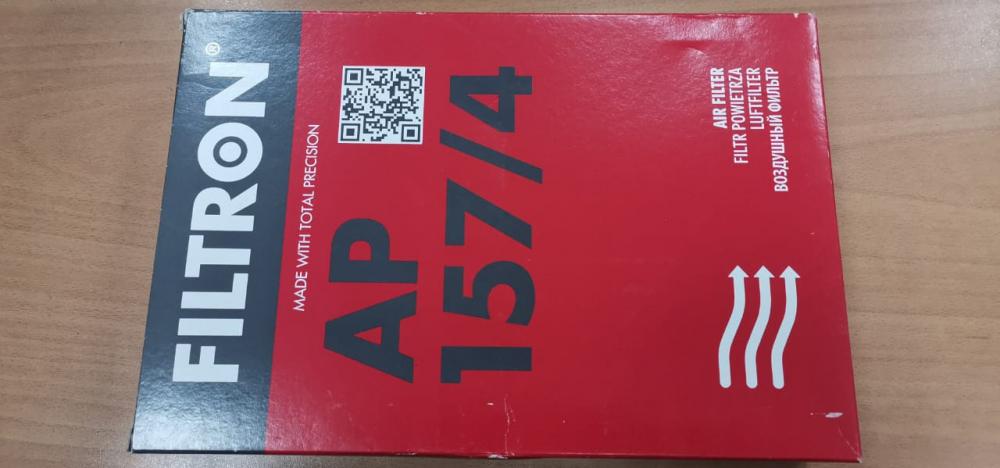 FILTRON®
MADE WITH TOTAL PRECISION
AP
157/4
AIR FILTER
FILTR POWIETRZA
LUFTFILTER
ВОЗДУШНЫЙ ФИЛЬТР